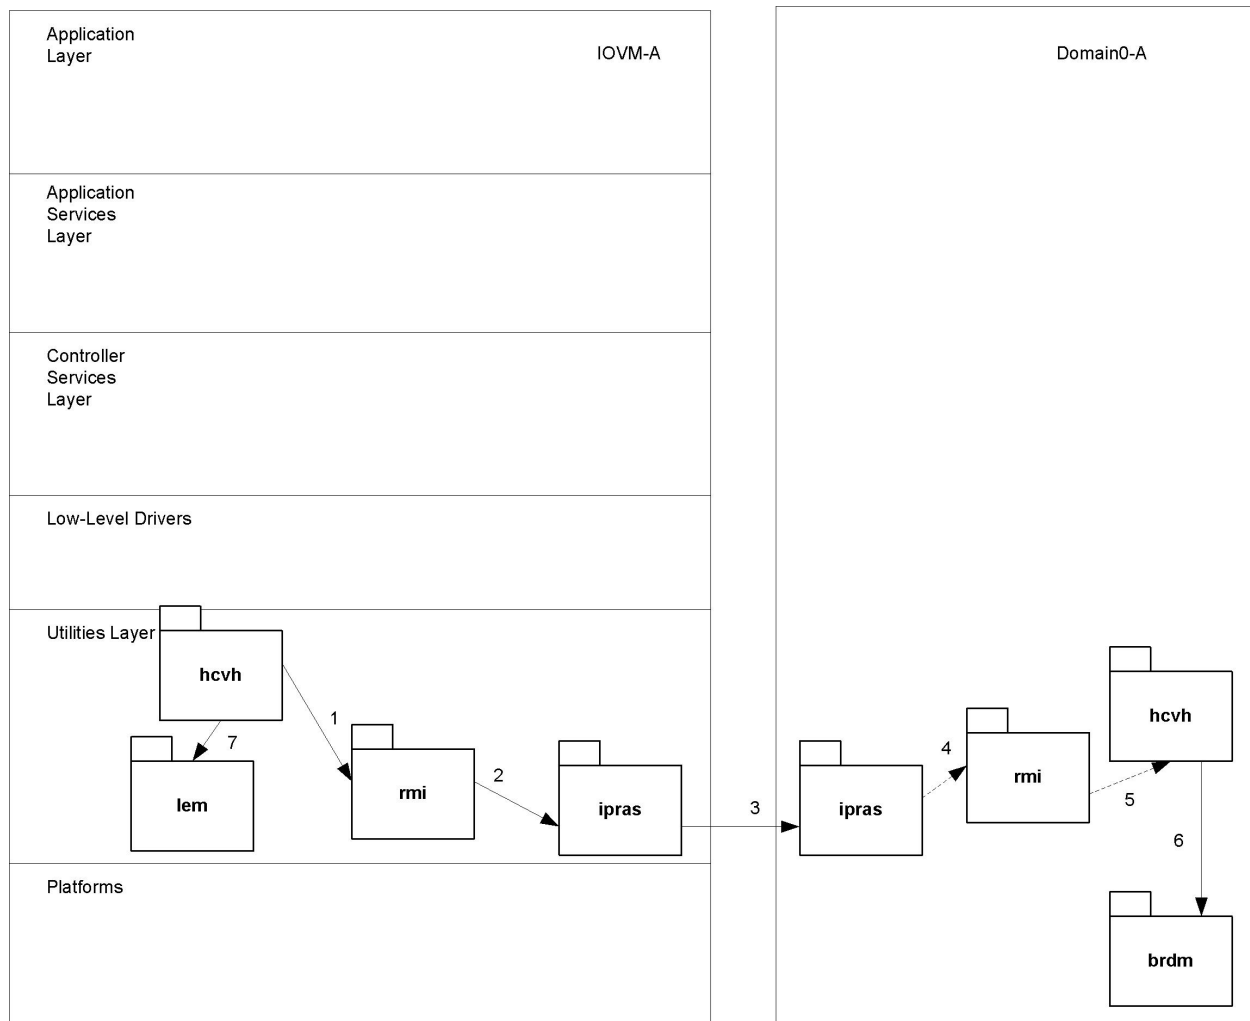 Application
Layer
IOVM-A
Domain0-A
Application
Services
Layer
Controller
Services
Layer
Low-Level Drivers
Utilities Layer
hcvh
1
7
lem
rmi
2
ipras
3
ipras
4
rmi
5
hcvh
6
brdm
Platforms